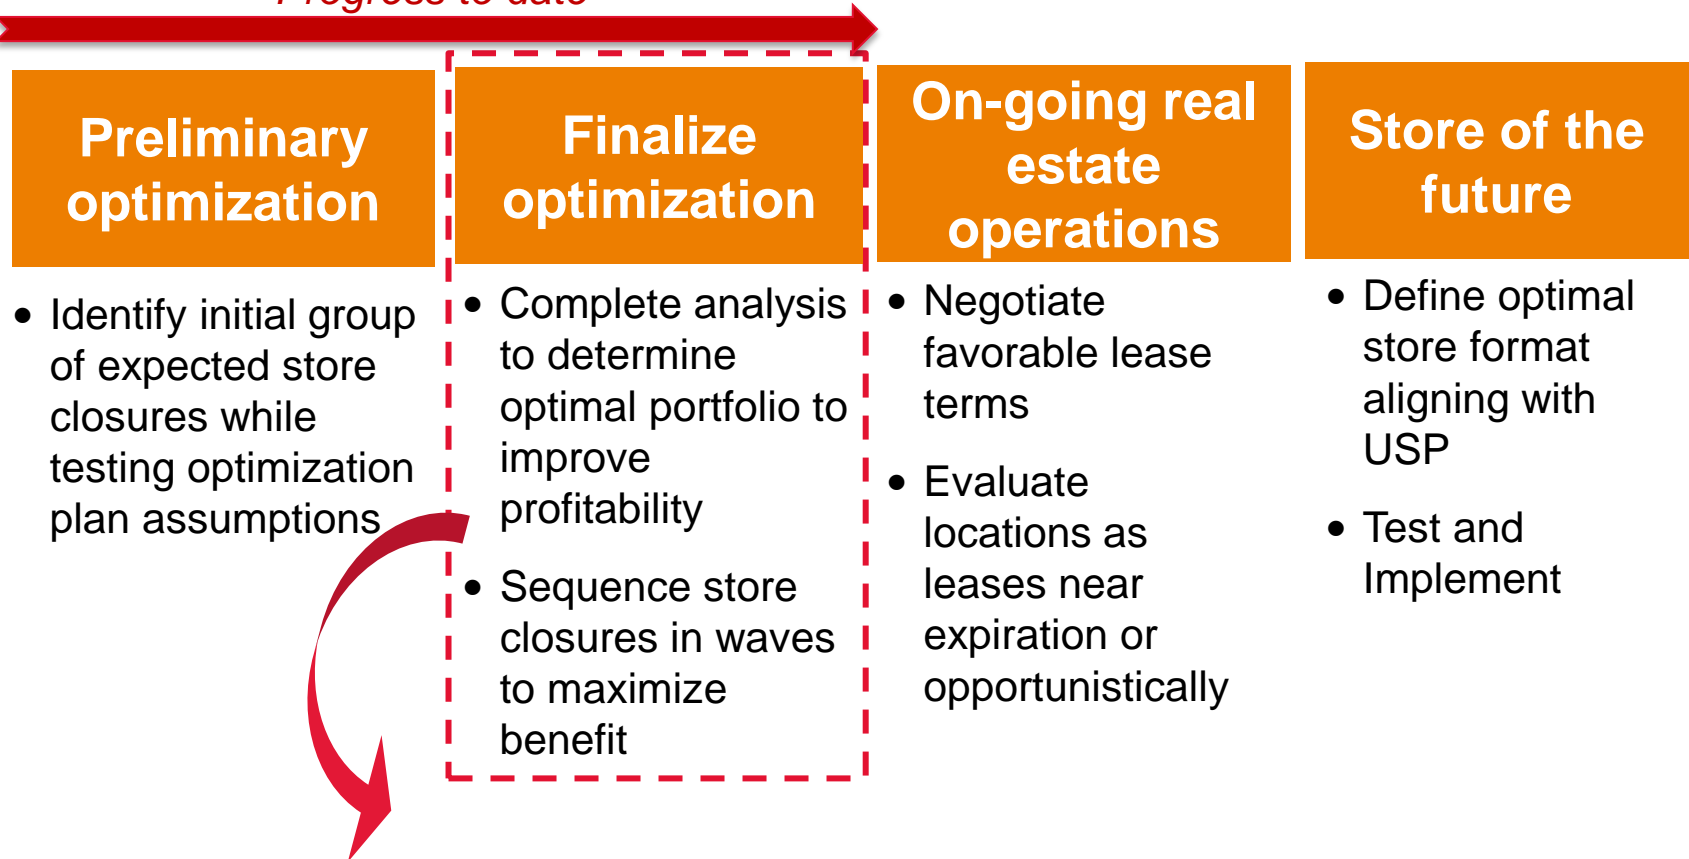 Progress to date
Preliminary
optimization
• Identify initial group
of expected store
closures while
testing optimization
plan assumptions
Finalize
optimization
• Complete analysis
to determine
optimal portfolio to
improve
profitability
• Sequence store
closures in waves
to maximize
benefit
On-going real
estate
operations
• Negotiate
favorable lease
terms
• Evaluate
locations as
leases near
expiration or
opportunistically
Store of the
future
• Define optimal
store format
aligning with
USP
• Test and
Implement